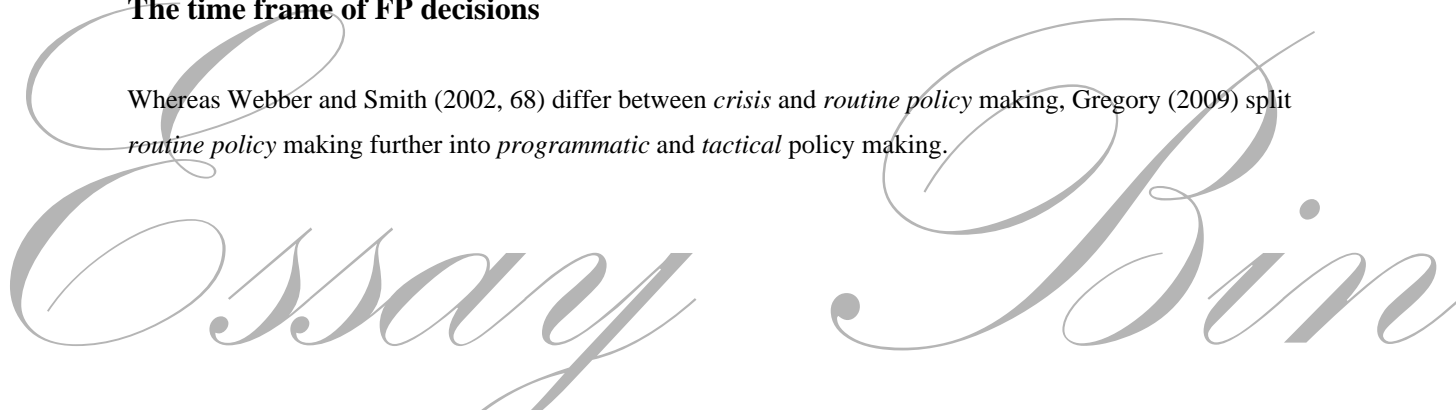 The time frame of FP decisions
Whereas Webber and Smith (2002, 68) differ between crisis and routine policy making, Gregory (2009) split
routine policy making further into programmatic and tactical policy making.
Essay Bin